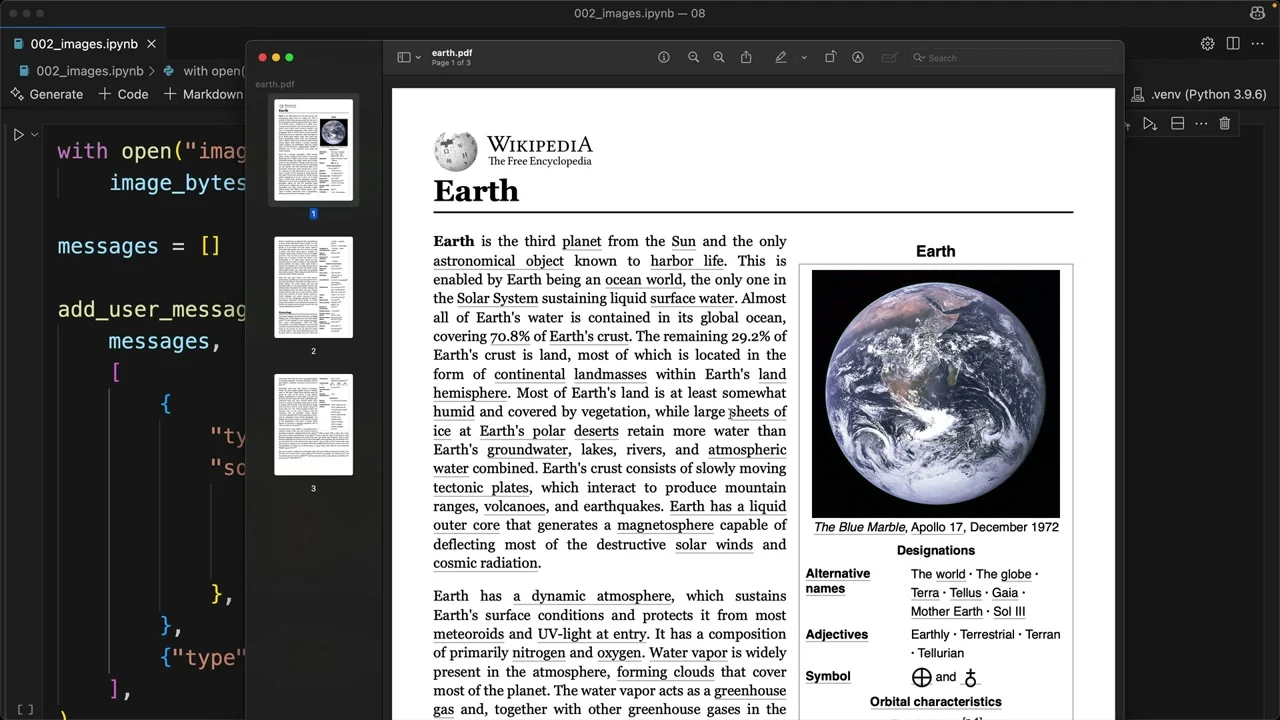 002_images.ipynb — 08
002_images.ipynb
002_images.ipynb > with open(
Generate + Code + Markdown
.venv (Python 3.9.6)
with open("imag
image_bytes
messages = []
add_user_messag
messages,
[
{
"ty
"so
},
},
{"type"
],
earth.pdf
Page 1 of 3
Search
earth.pdf
1
2
3
WIKIPEDIA
The Free Encyclopedia
Earth
Earth is the third planet from the Sun and the only
astronomical object known to harbor life. This is
enabled by Earth being an ocean world, the only one in
the Solar System sustaining liquid surface water. Almost
all of Earth's water is contained in its global ocean,
covering 70.8% of Earth's crust. The remaining 29.2% of
Earth's crust is land, most of which is located in the
form of continental landmasses within Earth's land
hemisphere. Most of Earth's land is at least somewhat
humid and covered by vegetation, while large sheets of
ice at Earth's polar deserts retain more water than
Earth's groundwater, lakes, rivers, and atmospheric
water combined. Earth's crust consists of slowly moving
tectonic plates, which interact to produce mountain
ranges, volcanoes, and earthquakes. Earth has a liquid
outer core that generates a magnetosphere capable of
deflecting most of the destructive solar winds and
cosmic radiation.
Earth has a dynamic atmosphere, which sustains
Earth's surface conditions and protects it from most
meteoroids and UV-light at entry. It has a composition
of primarily nitrogen and oxygen. Water vapor is widely
present in the atmosphere, forming clouds that cover
most of the planet. The water vapor acts as a greenhouse
gas and, together with other greenhouse gases in the
Earth
The Blue Marble, Apollo 17, December 1972
Designations
Alternative names
The world · The globe ·
Terra · Tellus · Gaia ·
Mother Earth · Sol III
Adjectives
Earthly · Terrestrial · Terran
· Tellurian
Symbol
🜨 and ♁
Orbital characteristics